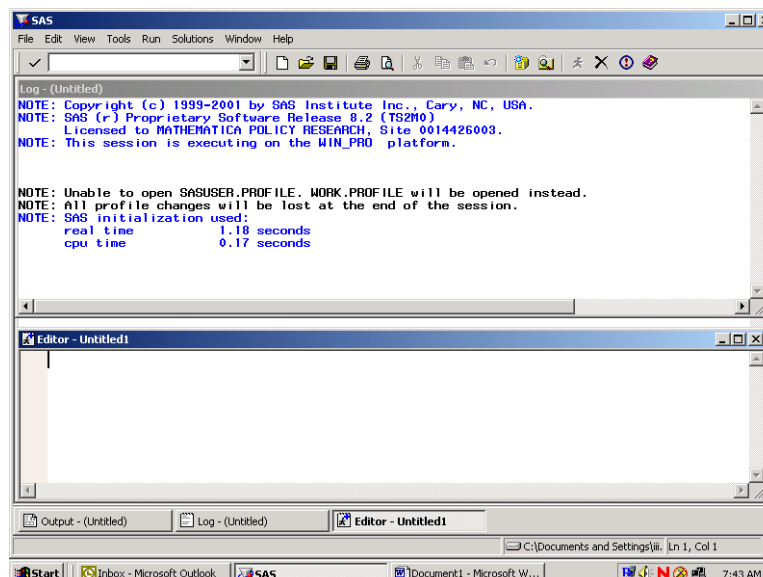 SAS
File Edit View Tools Run Solutions Window Help
Log - (Untitled)
NOTE: Copyright (c) 1999-2001 by SAS Institute Inc., Cary, NC, USA.
NOTE: SAS (r) Proprietary Software Release 8.2 (TS2M0)
Licensed to MATHEMATICA POLICY RESEARCH, Site 0014426003.
NOTE: This session is executing on the WIN_PRO platform.
NOTE: Unable to open SASUSER.PROFILE. WORK.PROFILE will be opened instead.
NOTE: All profile changes will be lost at the end of the session.
NOTE: SAS initialization used:
real time 1.18 seconds
cpu time 0.17 seconds
Editor - Untitled1
Output - (Untitled) Log - (Untitled) Editor - Untitled1
C:\Documents and Settings\iii. Ln 1, Col 1
Start Inbox - Microsoft Outlook SAS Document1 - Microsoft W... 7:43 AM